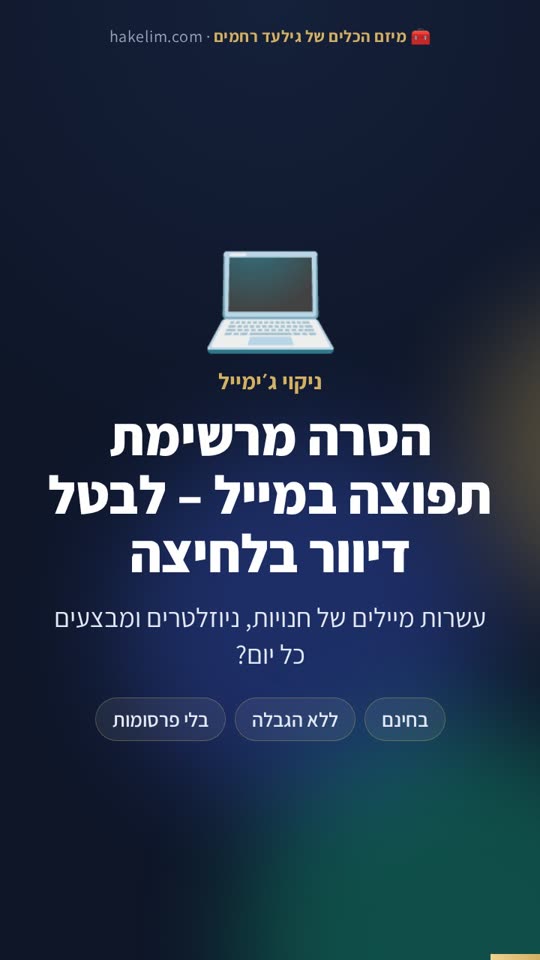 🧰 מיזם הכלים של גילעד רחמים · hakelim.com
ניקוי ג׳ימייל
הסרה מרשימת
תפוצה במייל – לבטל
דיוור בלחיצה
עשרות מיילים של חנויות, ניוזלטרים ומבצעים
כל יום?
בחינם
ללא הגבלה
בלי פרסומות